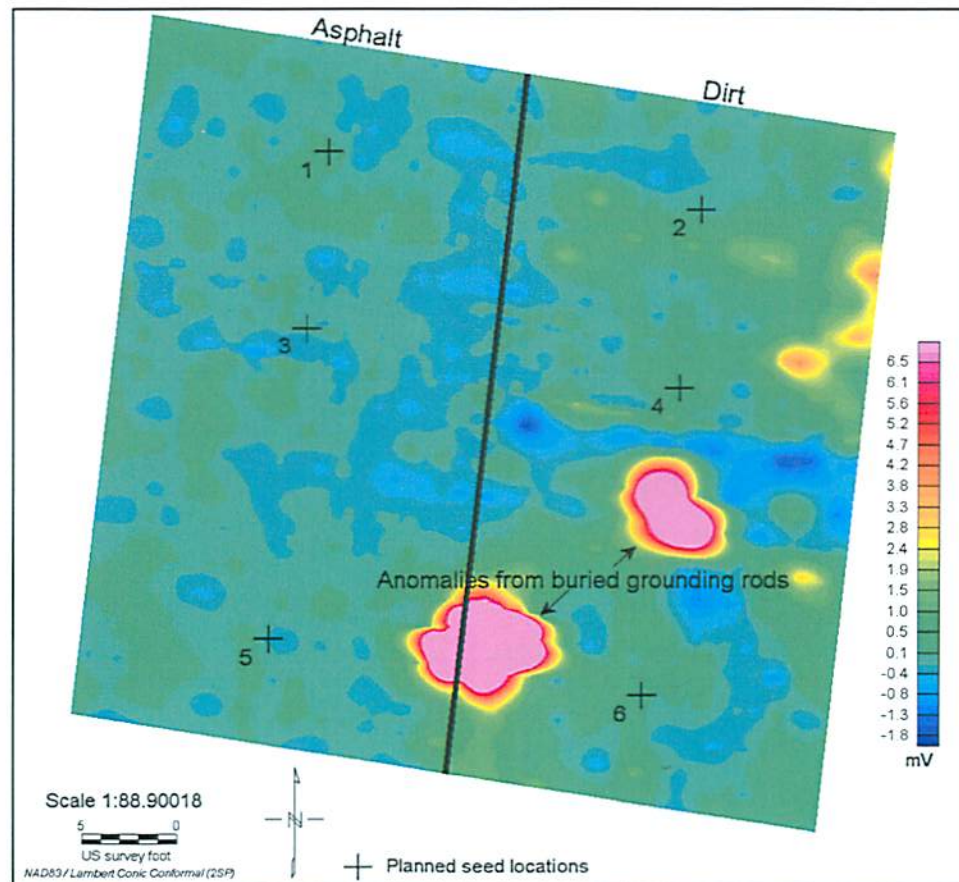 Asphalt
Dirt
1
2
3
4
Anomalies from buried grounding rods
5
6
6.5
6.1
5.6
5.2
4.7
4.2
3.8
3.3
2.8
2.4
1.9
1.5
1.0
0.5
0.1
-0.4
-0.8
-1.3
-1.8
mV
Scale 1:88.90018
5 0
US survey foot
NAD83 / Lambert Conic Conformal (2SP)
N
Planned seed locations